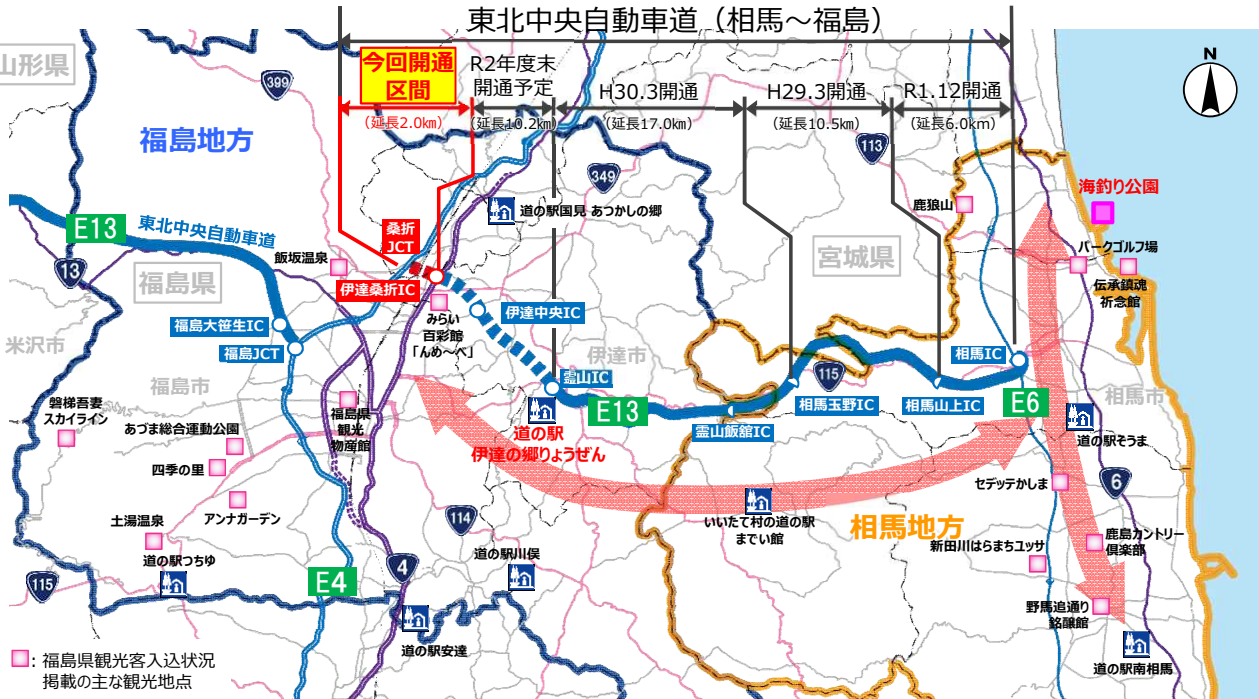 東北中央自動車道（相馬～福島）
今回開通
区間
（延長2.0km）
R2年度末
開通予定
（延長10.2km）
H30.3開通
（延長17.0km）
H29.3開通
（延長10.5km）
R1.12開通
（延長6.0km）
N
山形県
399
福島地方
113
349
鹿狼山
海釣り公園
道の駅国見 あつかしの郷
E13
東北中央自動車道
桑折
JCT
飯坂温泉
宮城県
パークゴルフ場
伝承鎮魂
祈念館
13
福島県
伊達桑折IC
みらい
百彩館
「んめ～べ」
伊達中央IC
福島大笹生IC
福島JCT
米沢市
伊達市
相馬IC
福島市
霊山IC
115
相馬玉野IC
相馬山上IC
E6
相馬市
磐梯吾妻
スカイライン
あづま総合運動公園
福島県
観光
物産館
道の駅
伊達の郷りょうぜん
E13
霊山飯舘IC
道の駅そうま
四季の里
アンナガーデン
セデッテかしま
6
いいたて村の道の駅
までい館
相馬地方
土湯温泉
道の駅つちゆ
114
道の駅川俣
新田川はらまちユッサ
鹿島カントリー
倶楽部
115
E4
4
野馬追通り
銘醸館
道の駅安達
道の駅南相馬
：福島県観光客入込状況
掲載の主な観光地点